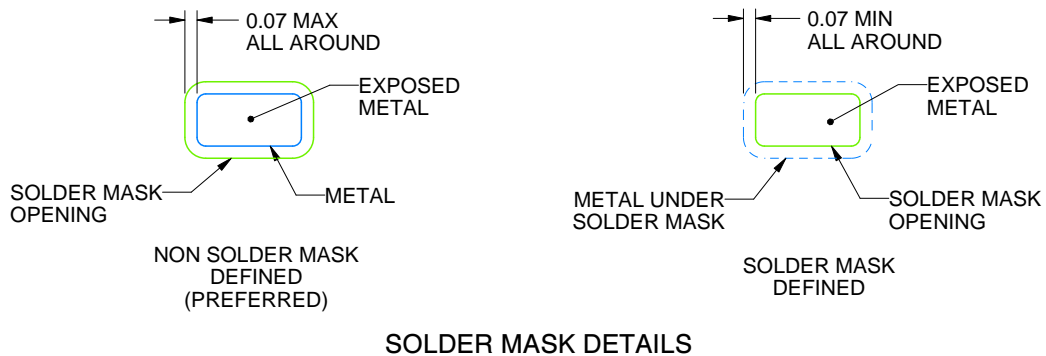 0.07 MAX
ALL AROUND
EXPOSED
METAL
SOLDER MASK
OPENING
METAL
NON SOLDER MASK
DEFINED
(PREFERRED)
0.07 MIN
ALL AROUND
EXPOSED
METAL
METAL UNDER
SOLDER MASK
SOLDER MASK
OPENING
SOLDER MASK
DEFINED
SOLDER MASK DETAILS